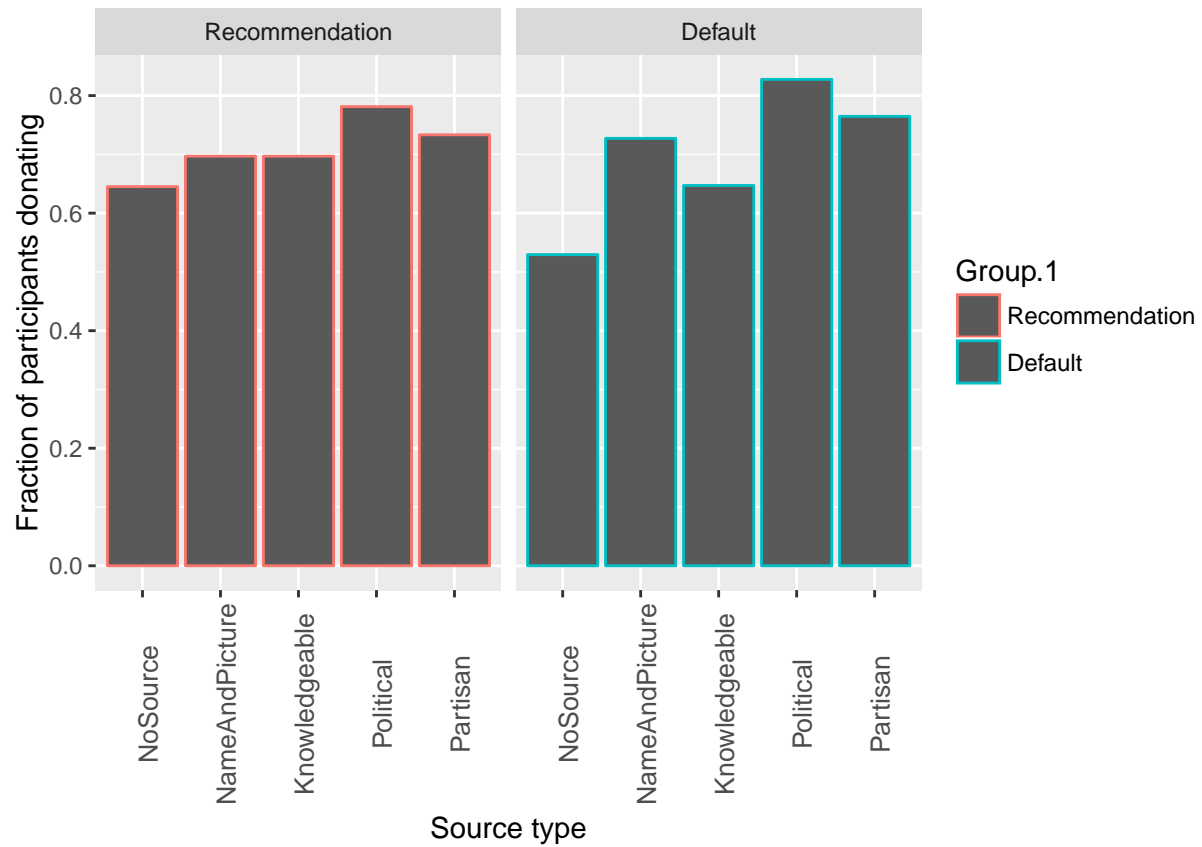 Recommendation
Default
Fraction of participants donating
0.8
0.6
0.4
0.2
0.0
NoSource
NameAndPicture
Knowledgeable
Political
Partisan
NoSource
NameAndPicture
Knowledgeable
Political
Partisan
Source type
Group.1
Recommendation
Default